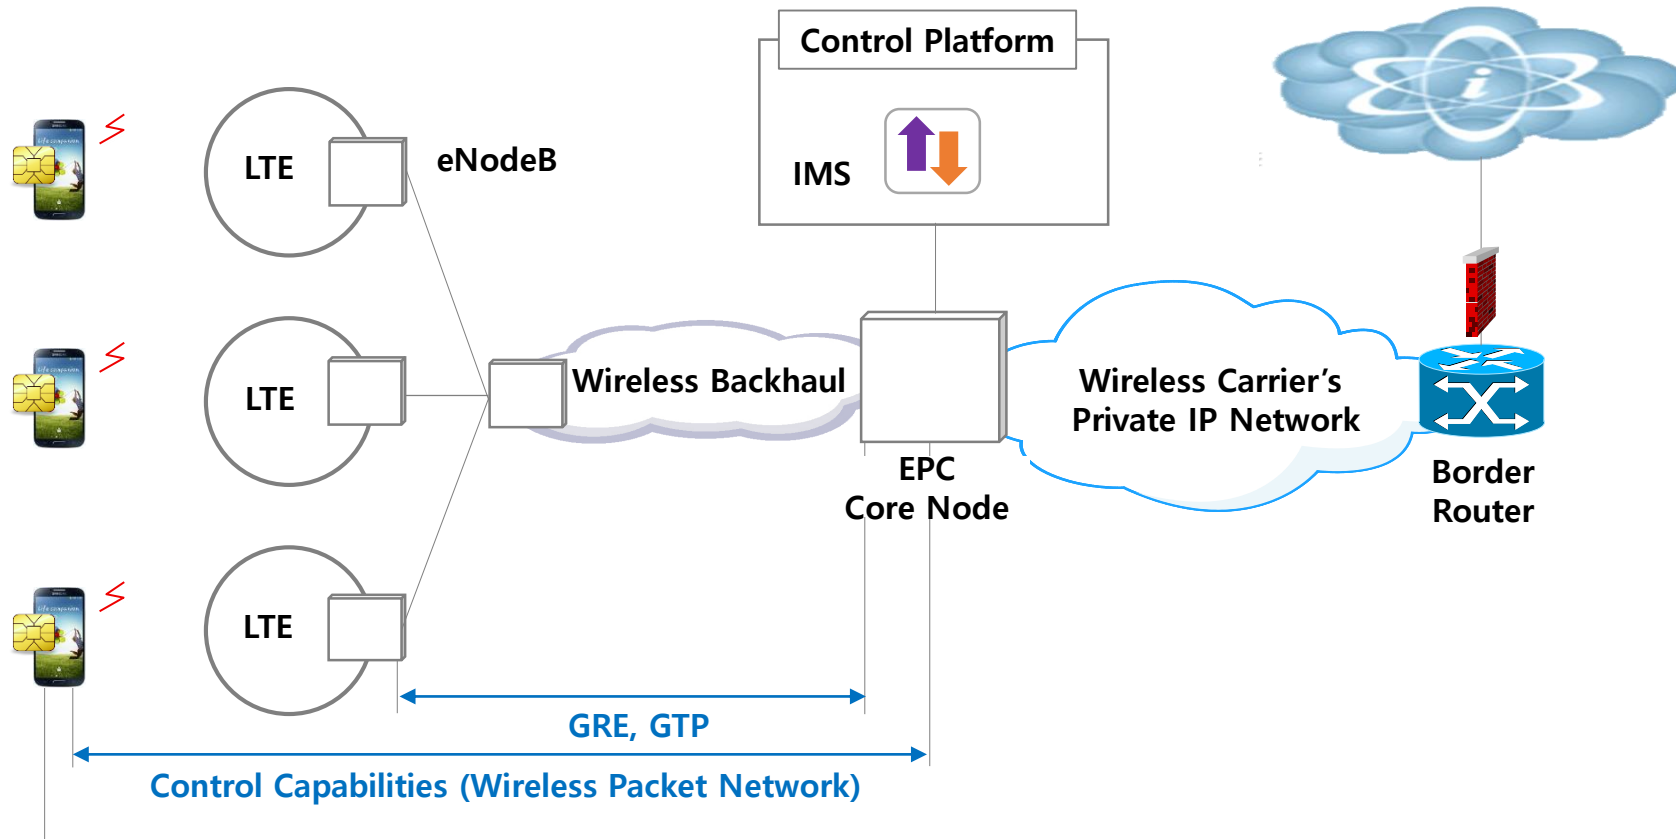 Control Platform
IMS
LTE
eNodeB
LTE
LTE
Wireless Backhaul
EPC
Core Node
Wireless Carrier's
Private IP Network
Border
Router
i
GRE, GTP
Control Capabilities (Wireless Packet Network)